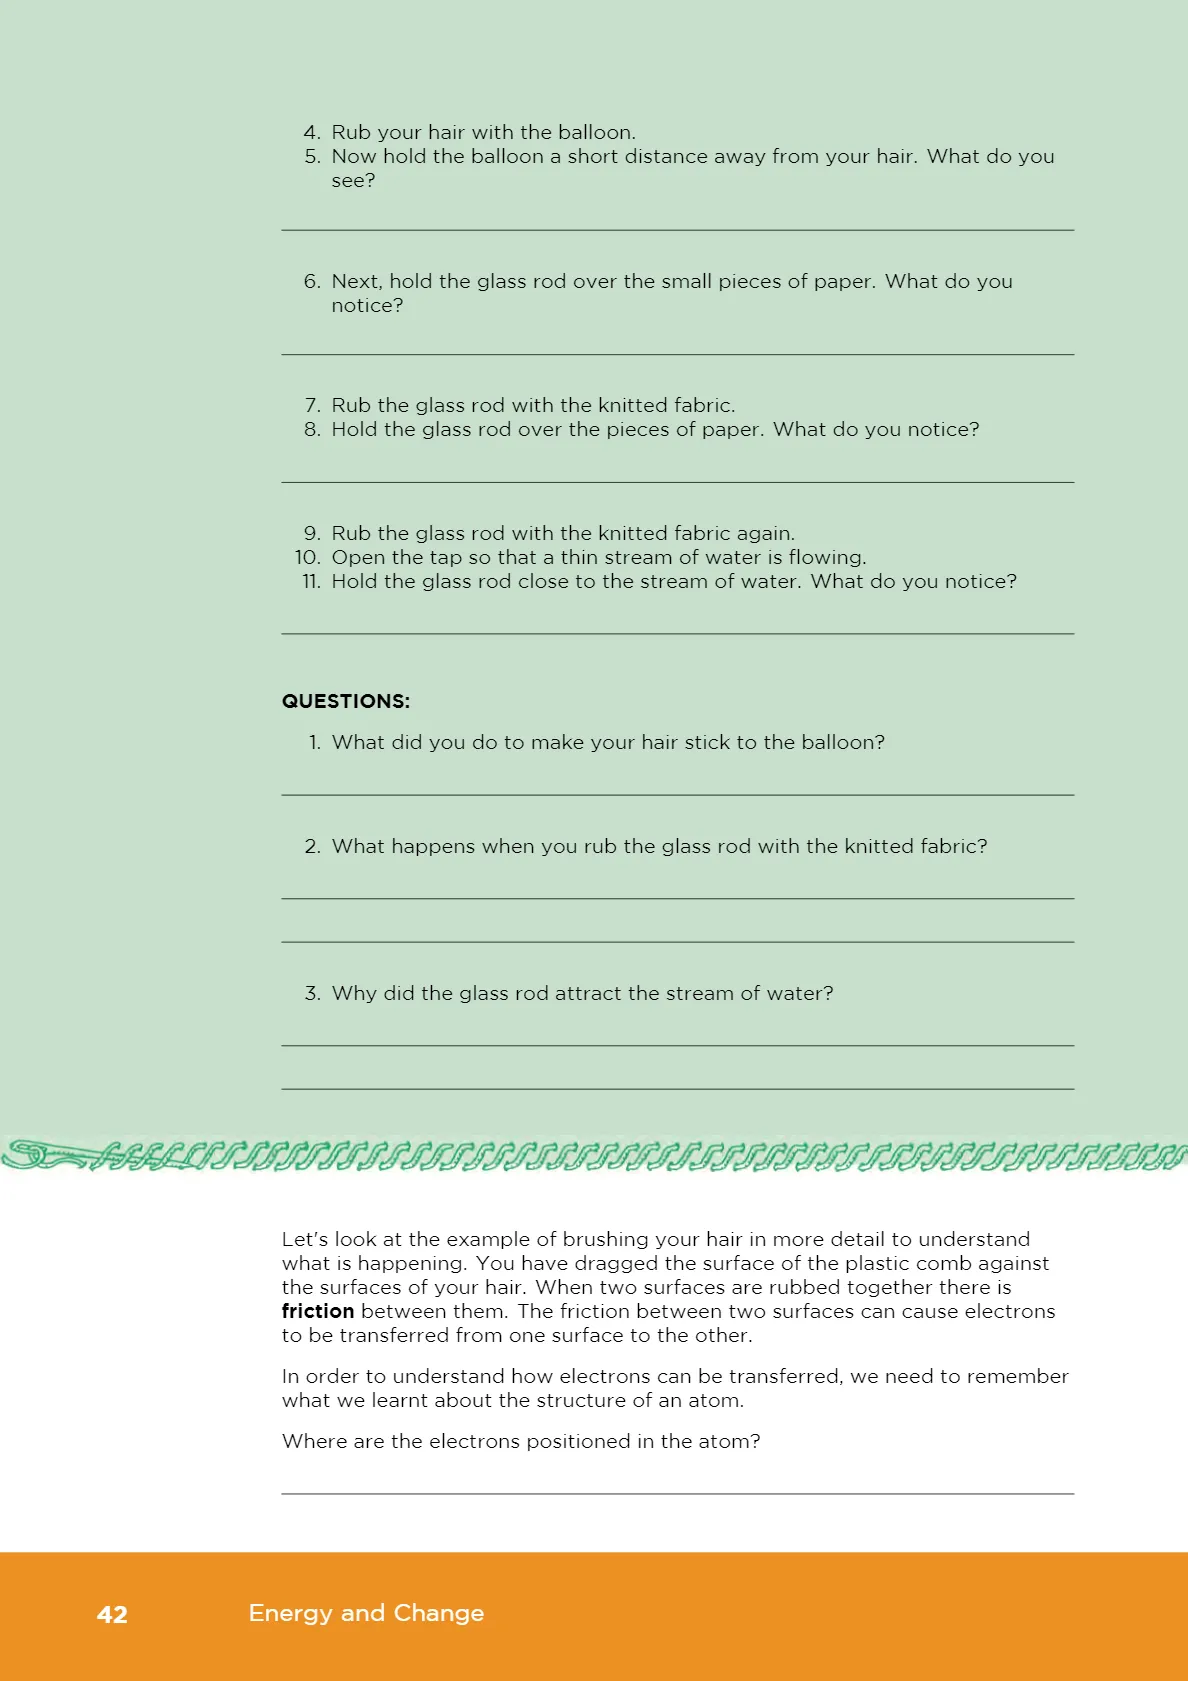 4. Rub your hair with the balloon.
5. Now hold the balloon a short distance away from your hair. What do you
see?
6. Next, hold the glass rod over the small pieces of paper. What do you
notice?
7. Rub the glass rod with the knitted fabric.
8. Hold the glass rod over the pieces of paper. What do you notice?
9. Rub the glass rod with the knitted fabric again.
10. Open the tap so that a thin stream of water is flowing.
11. Hold the glass rod close to the stream of water. What do you notice?
QUESTIONS:
1. What did you do to make your hair stick to the balloon?
2. What happens when you rub the glass rod with the knitted fabric?
3. Why did the glass rod attract the stream of water?
Let's look at the example of brushing your hair in more detail to understand
what is happening. You have dragged the surface of the plastic comb against
the surfaces of your hair. When two surfaces are rubbed together there is
friction between them. The friction between two surfaces can cause electrons
to be transferred from one surface to the other.
In order to understand how electrons can be transferred, we need to remember
what we learnt about the structure of an atom.
Where are the electrons positioned in the atom?
42 Energy and Change